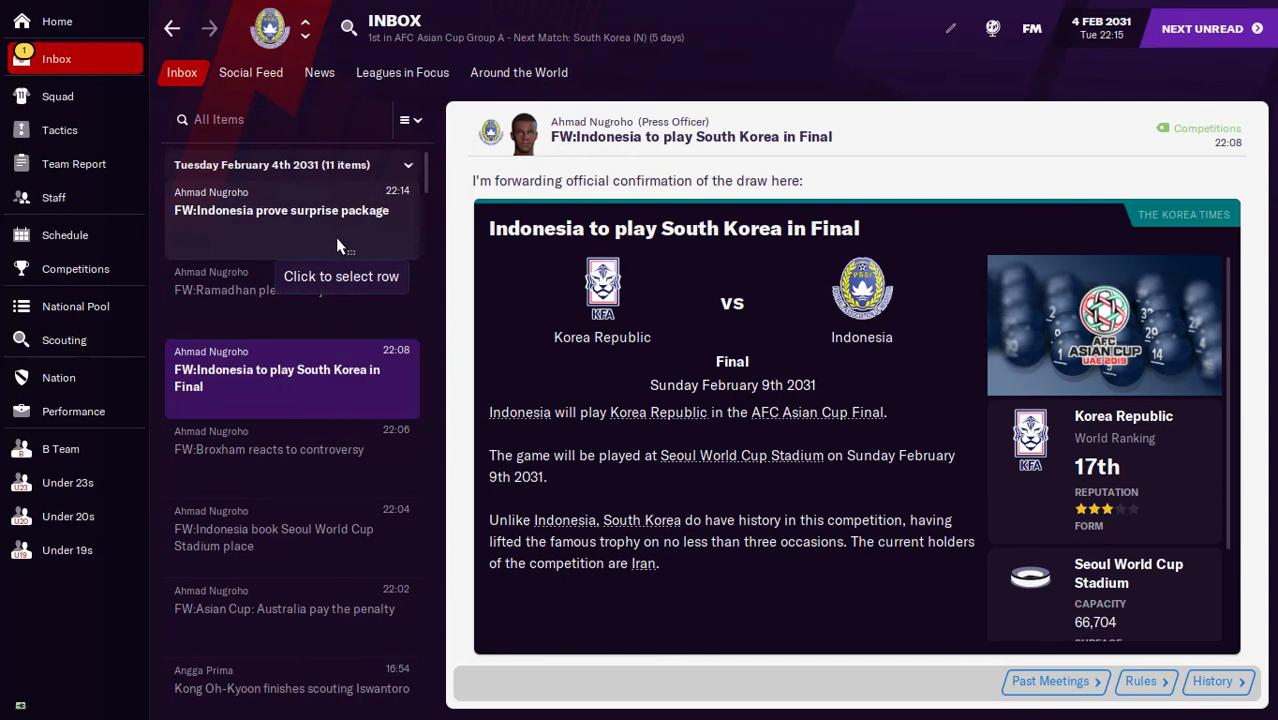 Home
1
Inbox
Squad
Tactics
Team Report
Staff
Schedule
Competitions
National Pool
Scouting
Nation
Performance
B Team
Under 23s
Under 20s
Under 19s
INBOX
1st in AFC Asian Cup Group A - Next Match: South Korea (N) (5 days)
FM
4 FEB 2031
Tue 22:15
NEXT UNREAD
Inbox
Social Feed
News
Leagues in Focus
Around the World
All Items
Tuesday February 4th 2031 (11 items)
Ahmad Nugroho 22:14
FW:Indonesia prove surprise package
Click to select row
Ahmad Nugroho
FW:Ramadhan
Ahmad Nugroho 22:08
FW:Indonesia to play South Korea in
Final
Ahmad Nugroho 22:06
FW:Broxham reacts to controversy
Ahmad Nugroho 22:04
FW:Indonesia book Seoul World Cup
Stadium place
Ahmad Nugroho 22:02
FW:Asian Cup: Australia pay the penalty
Angga Prima 16:54
Kong Oh-Kyoon finishes scouting Iswantoro
Ahmad Nugroho (Press Officer)
FW:Indonesia to play South Korea in Final
Competitions
22:08
I'm forwarding official confirmation of the draw here:
THE KOREA TIMES
Indonesia to play South Korea in Final
KFA
vs
PSSI
Korea Republic
Indonesia
Final
Sunday February 9th 2031
Indonesia will play Korea Republic in the AFC Asian Cup Final.
The game will be played at Seoul World Cup Stadium on Sunday February
9th 2031.
Unlike Indonesia, South Korea do have history in this competition, having
lifted the famous trophy on no less than three occasions. The current holders
of the competition are Iran.
AFC
ASIAN CUP
UAE 2019
KFA
Korea Republic
World Ranking
17th
REPUTATION
FORM
Seoul World Cup
Stadium
CAPACITY
66,704
Past Meetings
Rules
History